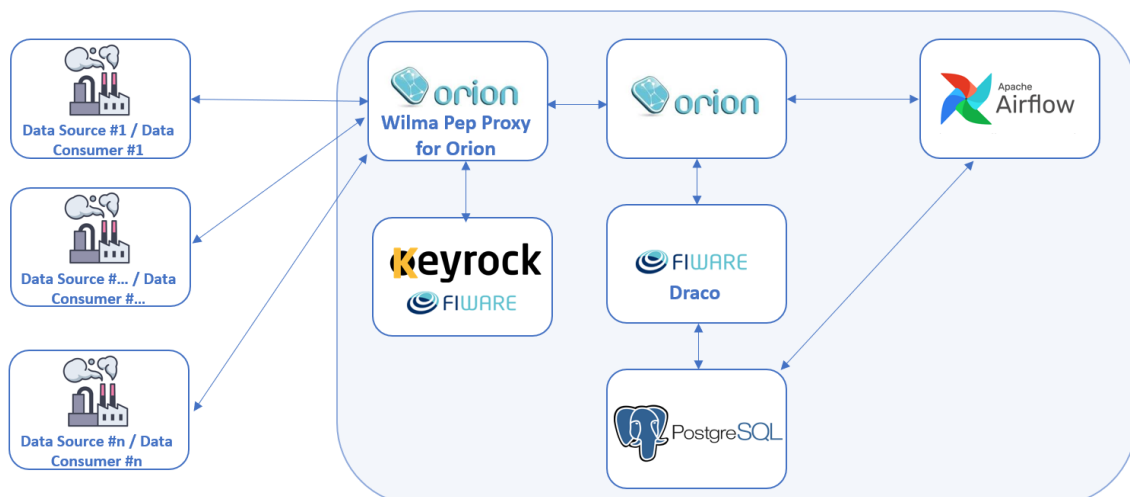 Data Source #1 / Data
Consumer #1
Data Source #... / Data
Consumer #...
Data Source #n / Data
Consumer #n
orion
Wilma Pep Proxy
for Orion
Keyrock
FIWARE
orion
FIWARE
Draco
PostgreSQL
Apache
Airflow